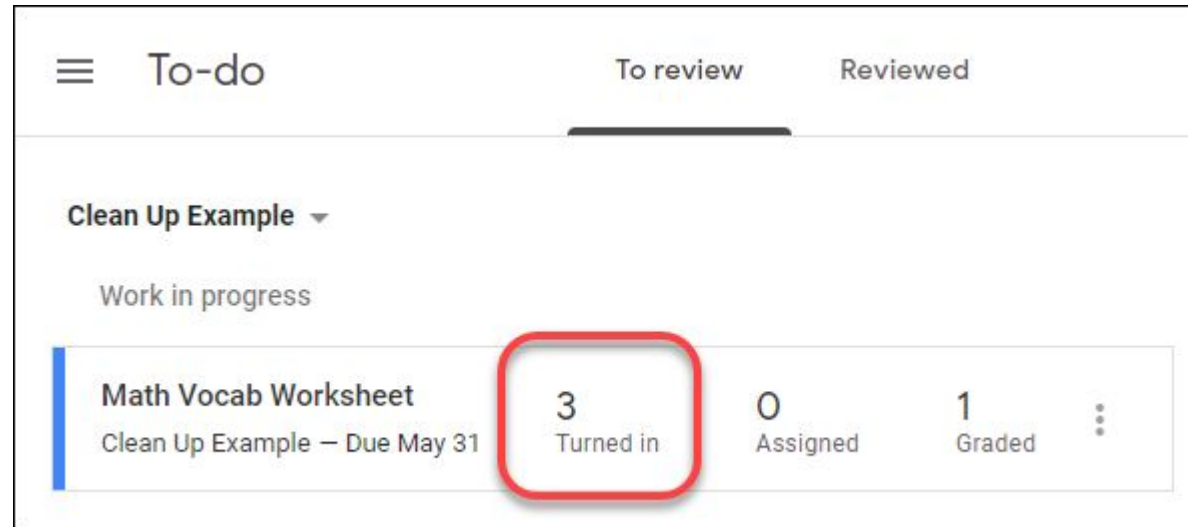 To-do
To review
Reviewed
Clean Up Example
Work in progress
Math Vocab Worksheet
Clean Up Example — Due May 31
3
Turned in
0
Assigned
1
Graded